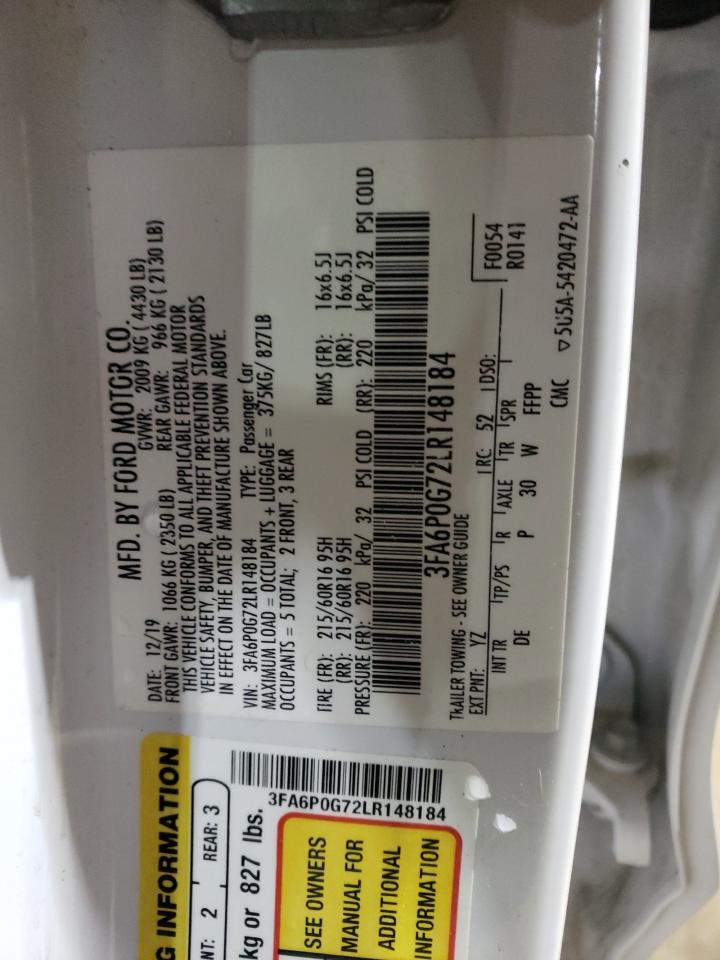 MFD. BY FORD MOTOR CO.
DATE: 12/19 GVWR: 2009 KG ( 4430 LB)
FRONT GAWR: 1066 KG ( 2350 LB) REAR GAWR: 966 KG ( 2130 LB)
THIS VEHICLE CONFORMS TO ALL APPLICABLE FEDERAL MOTOR
VEHICLE SAFETY, BUMPER, AND THEFT PREVENTION STANDARDS
IN EFFECT ON THE DATE OF MANUFACTURE SHOWN ABOVE.
VIN: 3FA6P0G72LR148184 TYPE: Passenger Car
MAXIMUM LOAD = OCCUPANTS + LUGGAGE = 375KG/ 827LB
OCCUPANTS = 5 TOTAL; 2 FRONT, 3 REAR
TIRE (FR): 215/60R16 95H RIMS (FR): 16x6.5J
(RR): 215/60R16 95H (RR): 16x6.5J
PRESSURE (FR): 220 kPa/ 32 PSI COLD (RR): 220 kPa/ 32 PSI COLD
3FA6P0G72LR148184
TRAILER TOWING - SEE OWNER GUIDE
F0054
EXT PNT: YZ RC: 52 DSO: R0141
INT TR TP/PS R AXLE TR SPR
DE P 30 W FFPP
CMC ▽5U5A-5420472-AA
G INFORMATION
NT: 2 REAR: 3
kg or 827 lbs.
3FA6P0G72LR148184
SEE OWNERS
MANUAL FOR
ADDITIONAL
INFORMATION